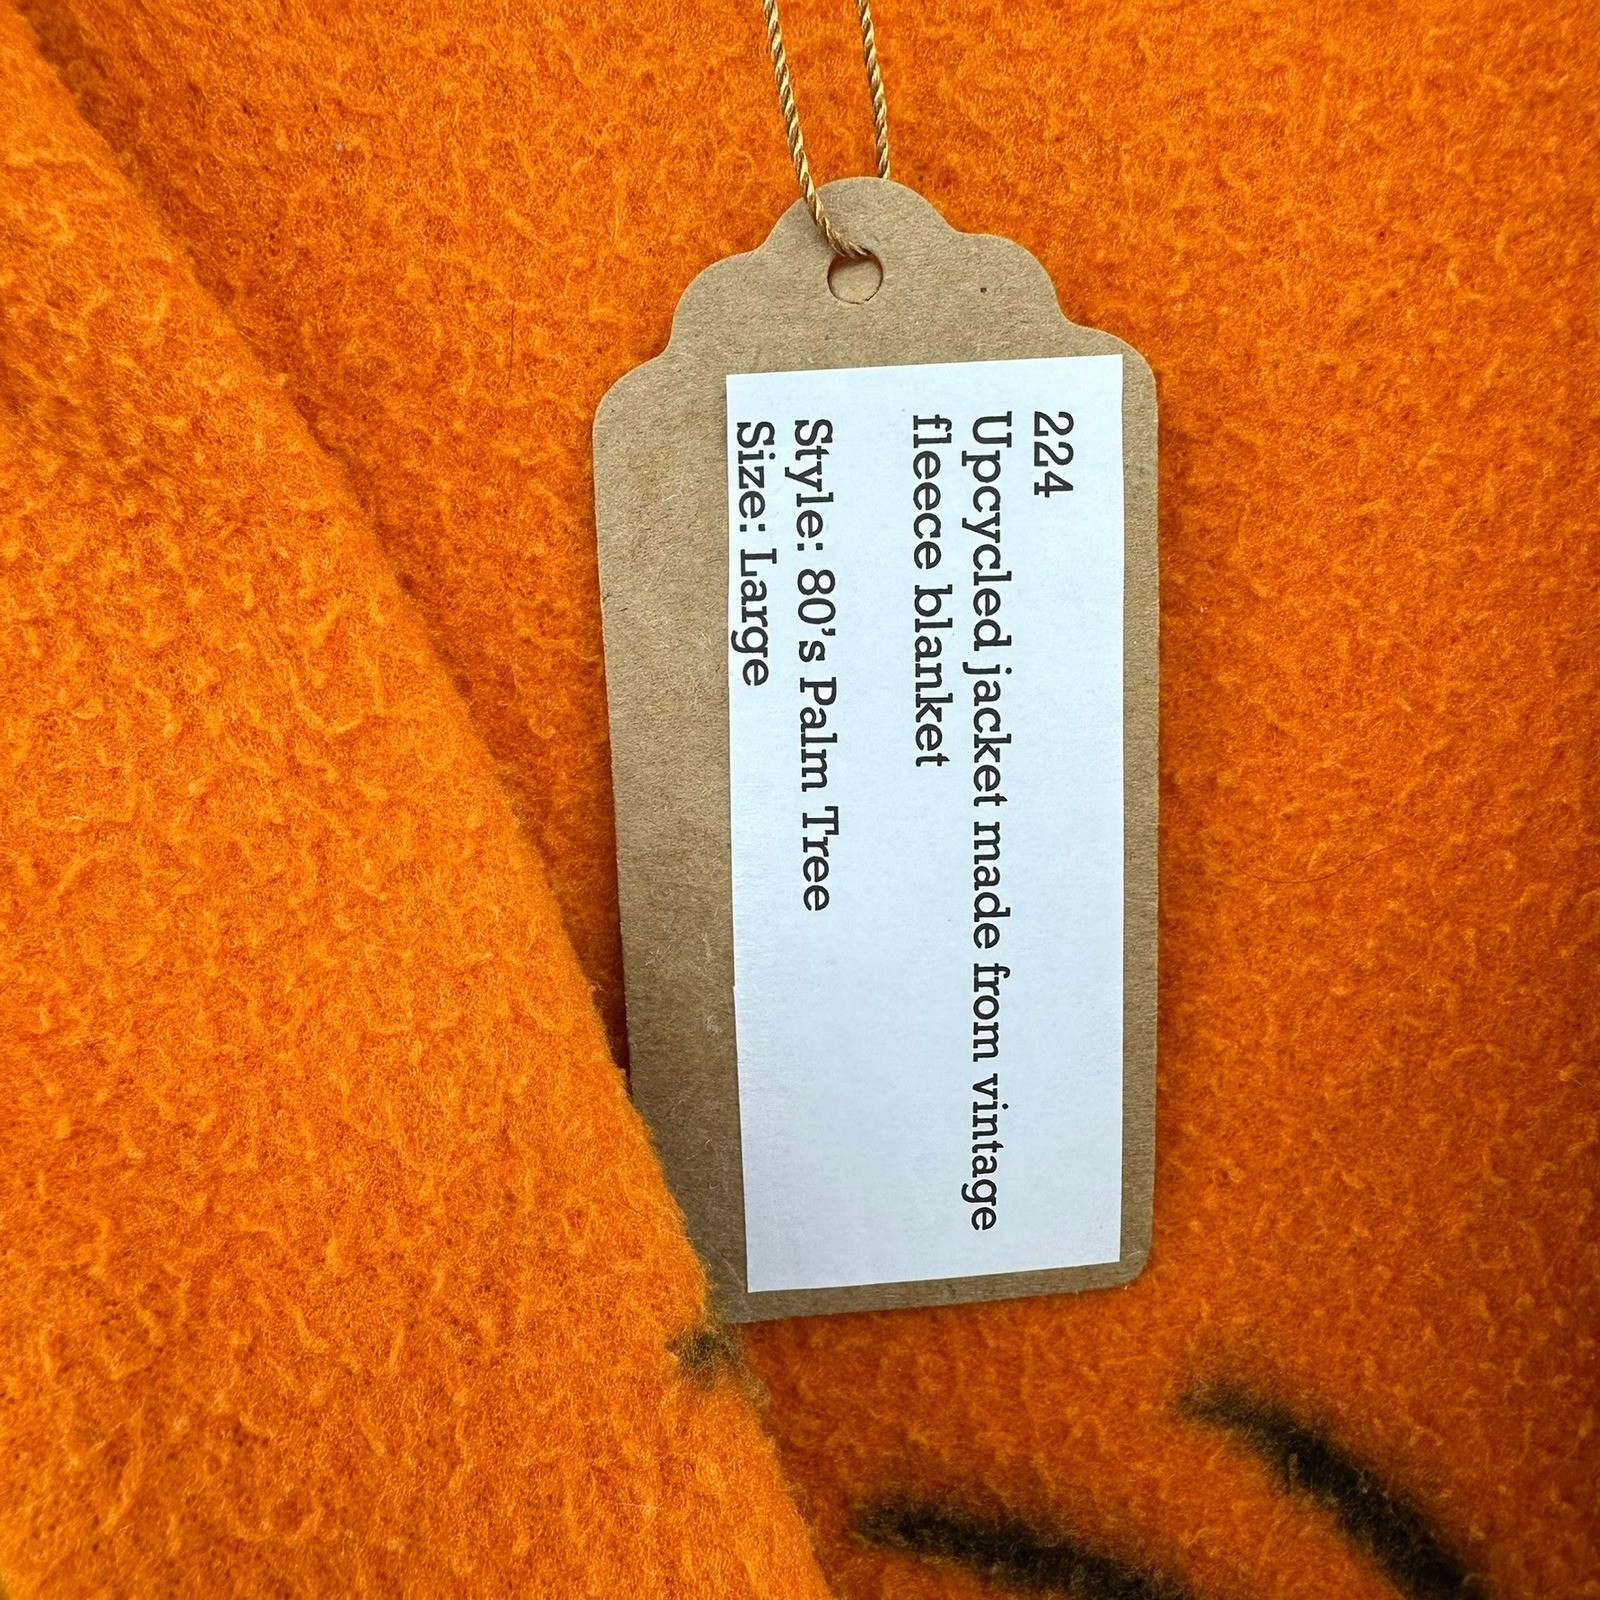 224
Upcycled jacket made from vintage
fleece blanket
Style: 80's Palm Tree
Size: Large